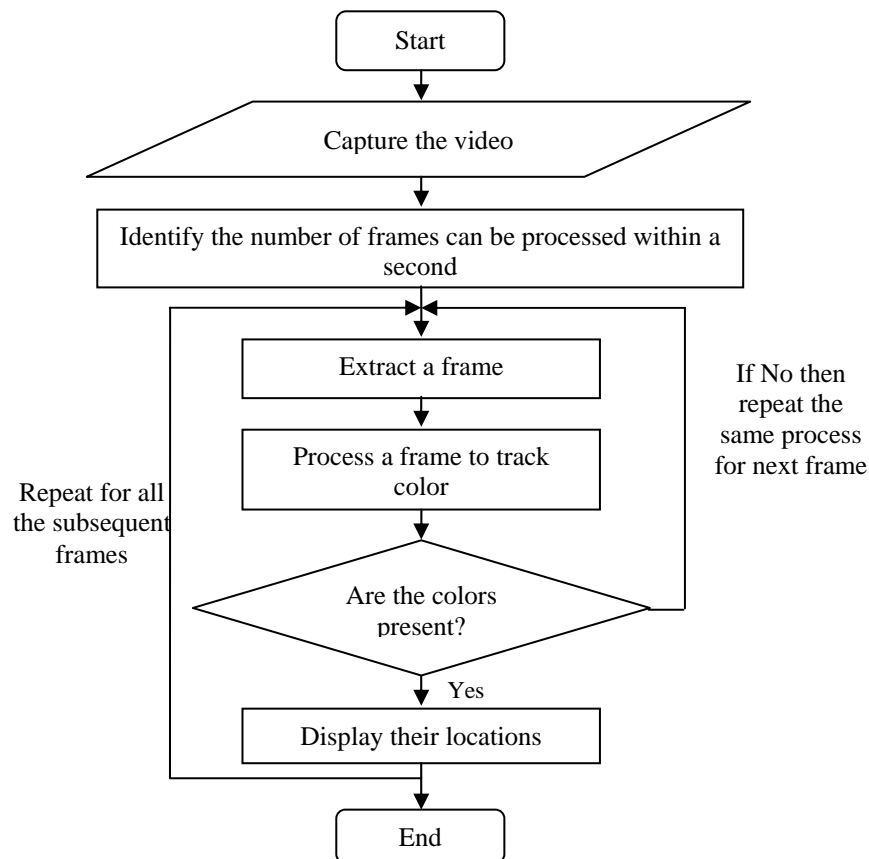 Start
Capture the video
Identify the number of frames can be processed within a
second
Extract a frame
If No then
repeat the
same process
for next frame
Process a frame to track
color
Repeat for all
the subsequent
frames
Are the colors
present?
Yes
Display their locations
End